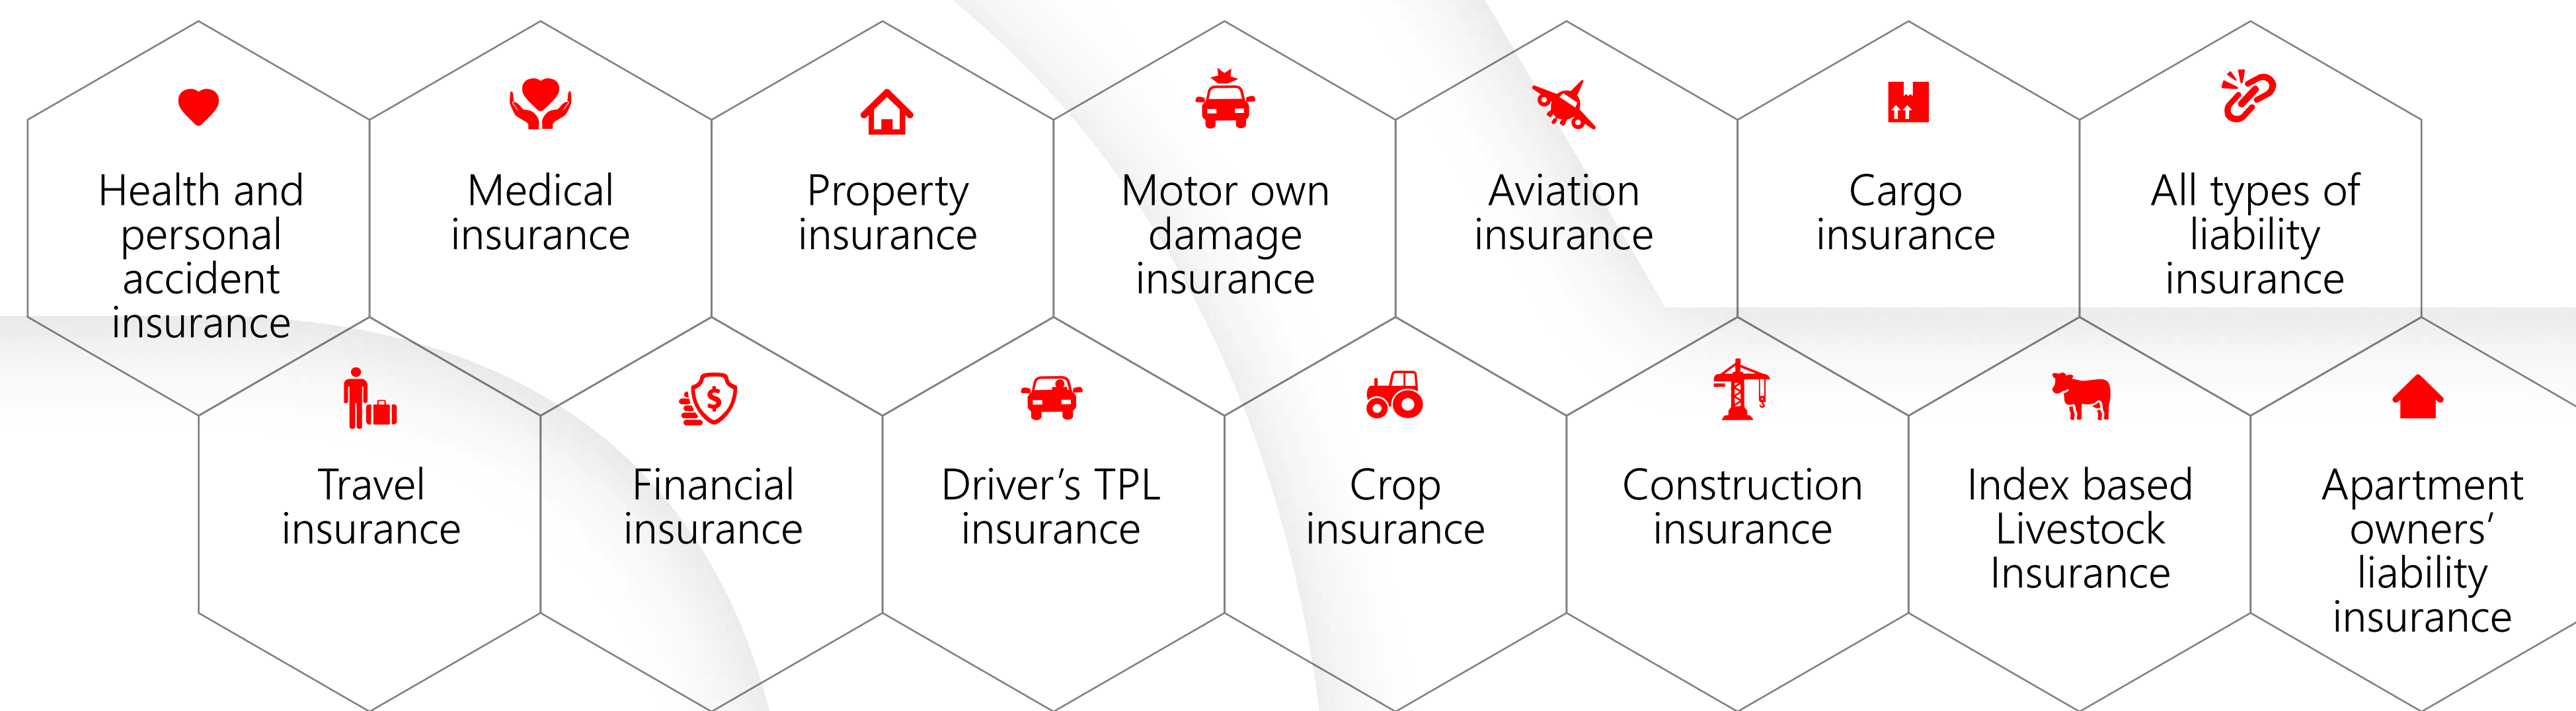 Health and
personal
accident
insurance
Medical
insurance
Property
insurance
Motor own
damage
insurance
Aviation
insurance
Cargo
insurance
All types of
liability
insurance
Travel
insurance
Financial
insurance
Driver’s TPL
insurance
Crop
insurance
Construction
insurance
Index based
Livestock
Insurance
Apartment
owners’
liability
insurance